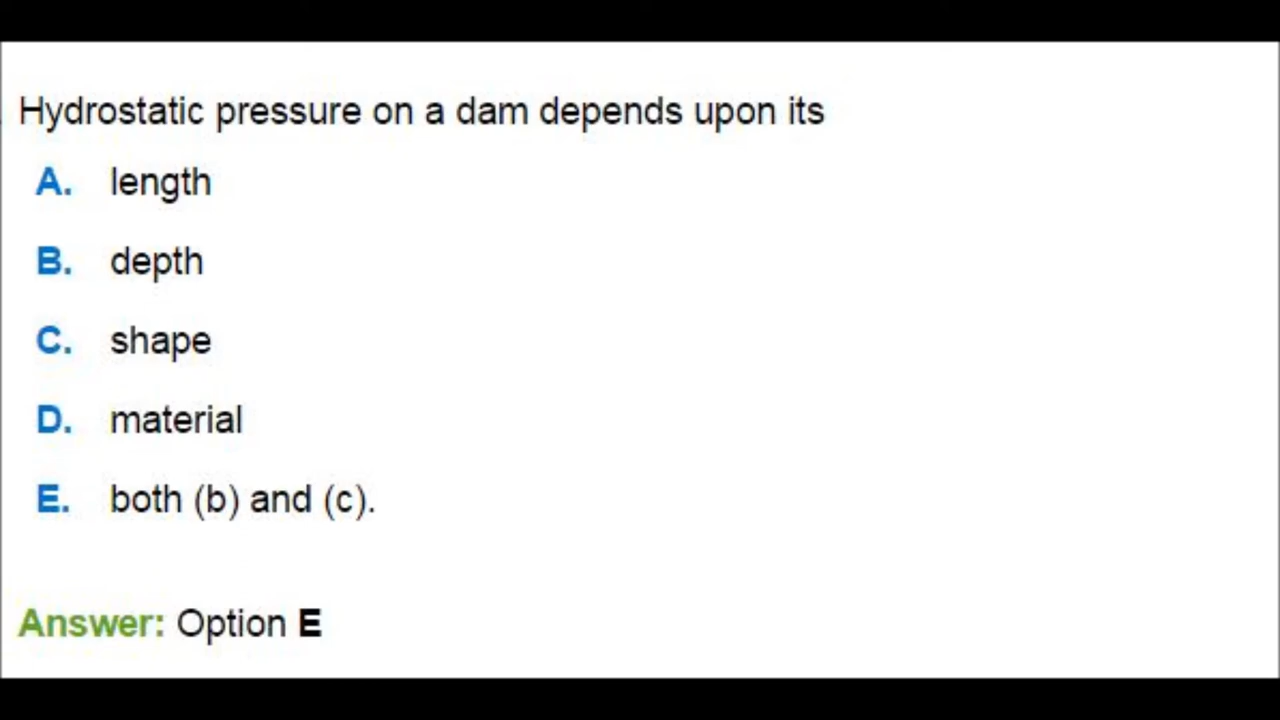 Hydrostatic pressure on a dam depends upon its
A. length
B. depth
C. shape
D. material
E. both (b) and (c).
Answer: Option E